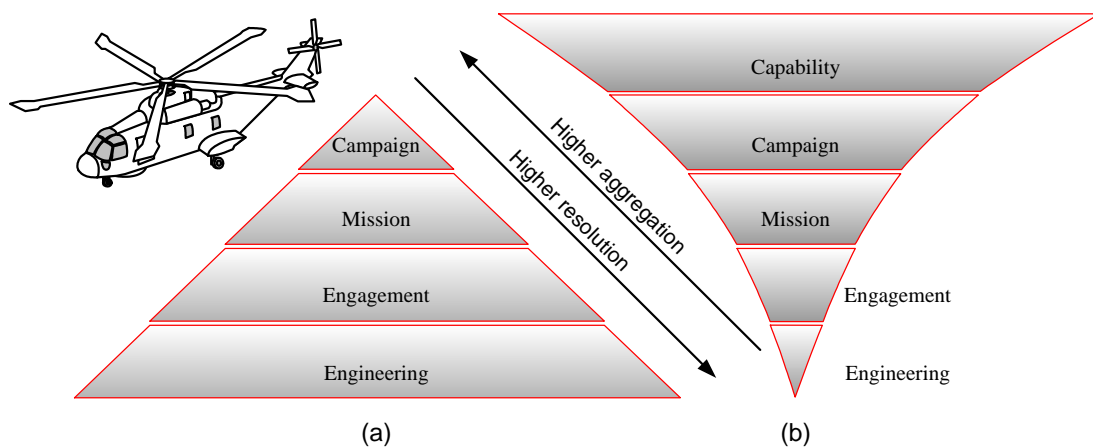 Campaign
Mission
Engagement
Engineering
(a)
Higher resolution
Higher aggregation
Capability
Campaign
Mission
Engagement
Engineering
(b)